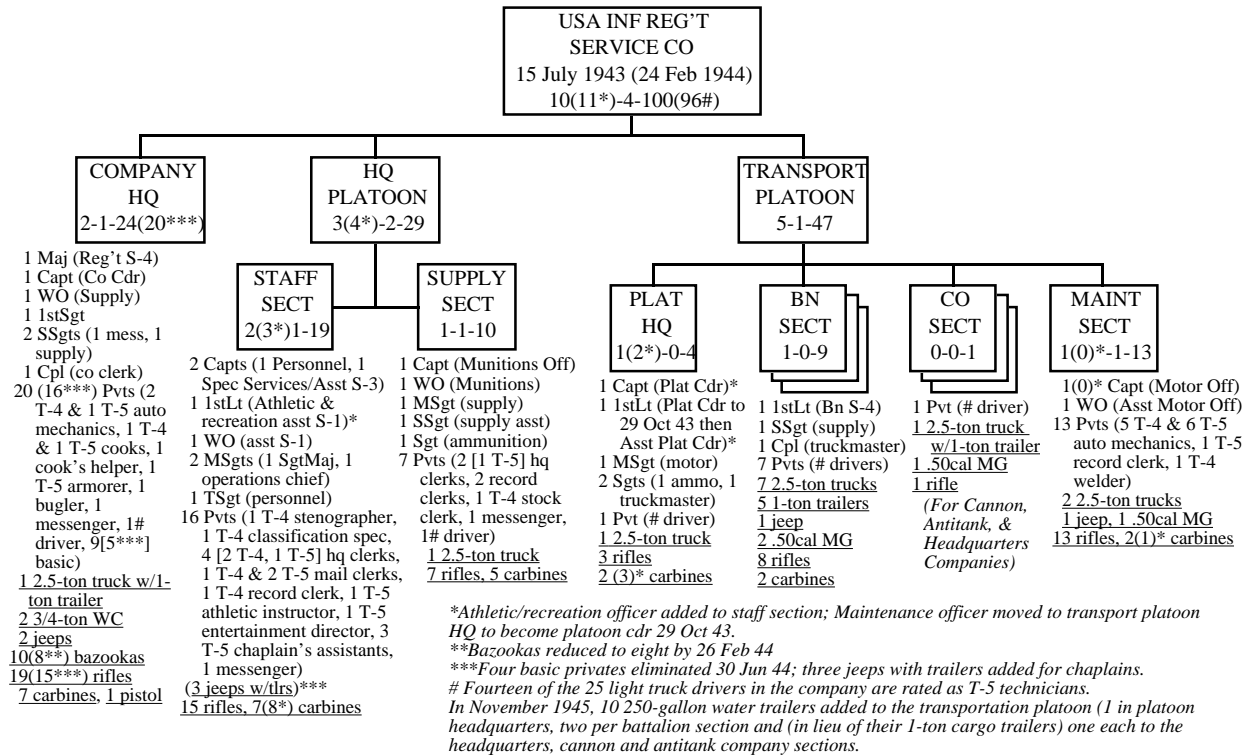 USA INF REG'T
SERVICE CO
15 July 1943 (24 Feb 1944)
10(11*)-4-100(96#)
COMPANY
HQ
2-1-24(20***)
1 Maj (Reg't S-4)
1 Capt (Co Cdr)
1 WO (Supply)
1 1stSgt
2 SSgts (1 mess, 1
supply)
1 Cpl (co clerk)
20 (16***) Pvts (2
T-4 & 1 T-5 auto
mechanics, 1 T-4
& 1 T-5 cooks, 1
cook's helper, 1
T-5 armorer, 1
bugler, 1
messenger, 1#
driver, 9[5***]
basic)
1 2.5-ton truck w/1-
ton trailer
2 3/4-ton WC
2 jeeps
10(8**) bazookas
19(15***) rifles
7 carbines, 1 pistol
HQ
PLATOON
3(4*)-2-29
STAFF
SECT
2(3*)1-19
2 Capts (1 Personnel, 1
Spec Services/Asst S-3)
1 1stLt (Athletic &
recreation asst S-1)*
1 WO (asst S-1)
2 MSgts (1 SgtMaj, 1
operations chief)
1 TSgt (personnel)
16 Pvts (1 T-4 stenographer,
1 T-4 classification spec,
4 [2 T-4, 1 T-5] hq clerks,
1 T-4 & 2 T-5 mail clerks,
1 T-4 record clerk, 1 T-5
athletic instructor, 1 T-5
entertainment director, 3
T-5 chaplain's assistants,
1 messenger)
(3 jeeps w/tlrs)***
15 rifles, 7(8*) carbines
SUPPLY
SECT
1-1-10
1 Capt (Munitions Off)
1 WO (Munitions)
1 MSgt (supply)
1 SSgt (supply asst)
1 Sgt (ammunition)
7 Pvts (2 [1 T-5] hq
clerks, 2 record
clerks, 1 T-4 stock
clerk, 1 messenger,
1# driver)
1 2.5-ton truck
7 rifles, 5 carbines
TRANSPORT
PLATOON
5-1-47
PLAT
HQ
1(2*)-0-4
1 Capt (Plat Cdr)*
1 1stLt (Plat Cdr to
29 Oct 43 then
Asst Plat Cdr)*
1 MSgt (motor)
2 Sgts (1 ammo, 1
truckmaster)
1 Pvt (# driver)
1 2.5-ton truck
3 rifles
2 (3)* carbines
BN
SECT
1-0-9
1 1stLt (Bn S-4)
1 SSgt (supply)
1 Cpl (truckmaster)
7 Pvts (# drivers)
7 2.5-ton trucks
5 1-ton trailers
1 jeep
2 .50cal MG
8 rifles
2 carbines
CO
SECT
0-0-1
1 Pvt (# driver)
1 2.5-ton truck
w/1-ton trailer
1 .50cal MG
1 rifle
(For Cannon,
Antitank, &
Headquarters
Companies)
MAINT
SECT
1(0)*-1-13
1(0)* Capt (Motor Off)
1 WO (Asst Motor Off)
13 Pvts (5 T-4 & 6 T-5
auto mechanics, 1 T-5
record clerk, 1 T-4
welder)
2 2.5-ton trucks
1 jeep, 1 .50cal MG
13 rifles, 2(1)* carbines
*Athletic/recreation officer added to staff section; Maintenance officer moved to transport platoon
HQ to become platoon cdr 29 Oct 43.
**Bazookas reduced to eight by 26 Feb 44
***Four basic privates eliminated 30 Jun 44; three jeeps with trailers added for chaplains.
# Fourteen of the 25 light truck drivers in the company are rated as T-5 technicians.
In November 1945, 10 250-gallon water trailers added to the transportation platoon (1 in platoon
headquarters, two per battalion section and (in lieu of their 1-ton cargo trailers) one each to the
headquarters, cannon and antitank company sections.